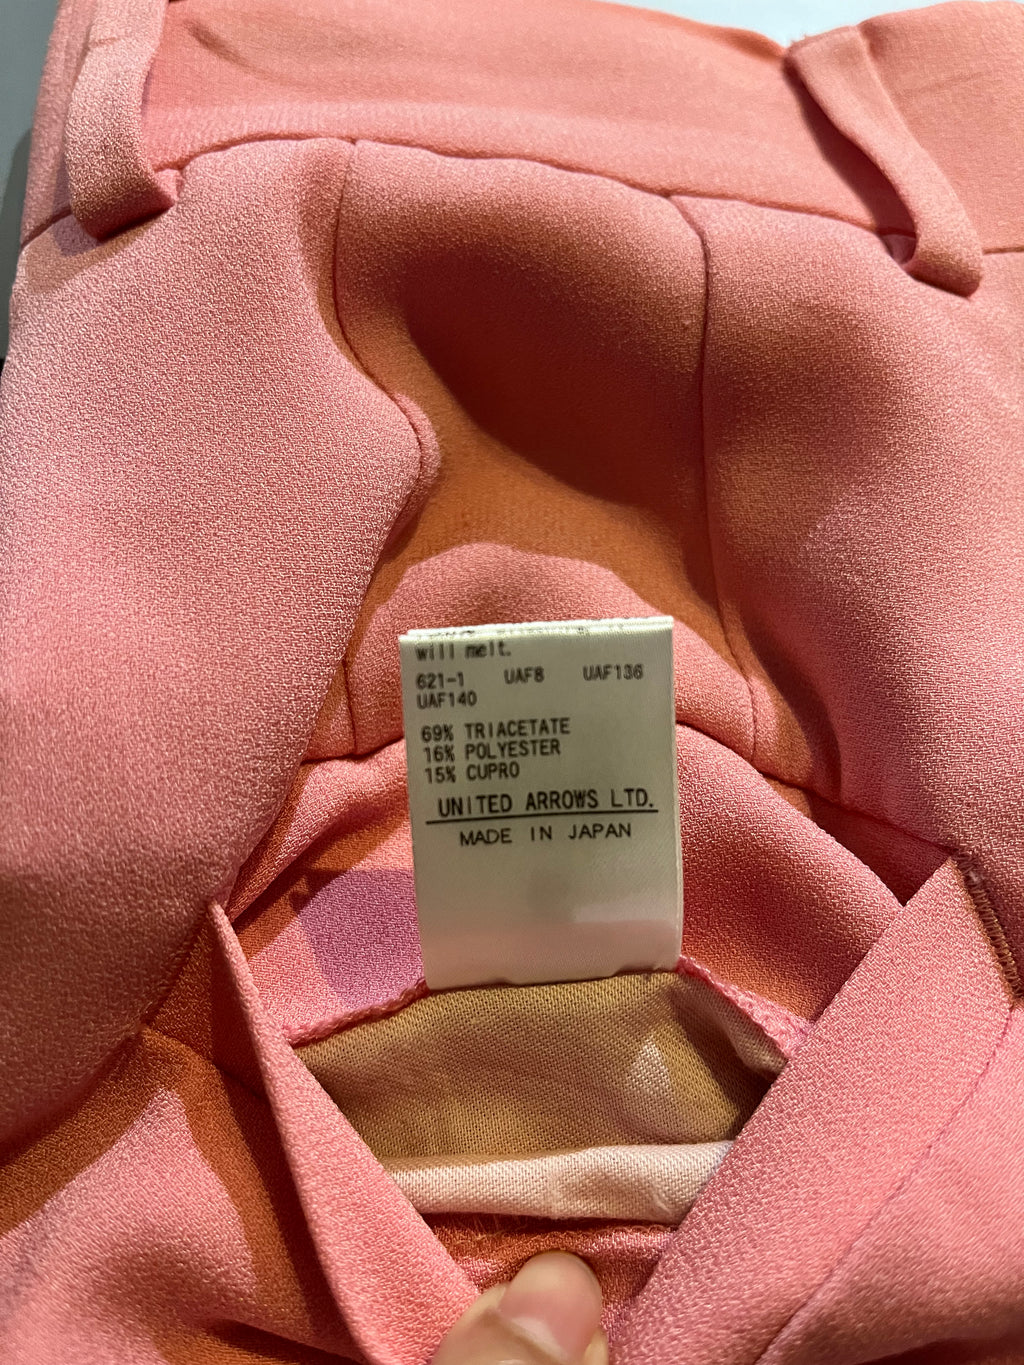 will melt.
621-1 UAF8 UAF136
UAF140
69% TRIACETATE
16% POLYESTER
15% CUPRO
UNITED ARROWS LTD.
MADE IN JAPAN